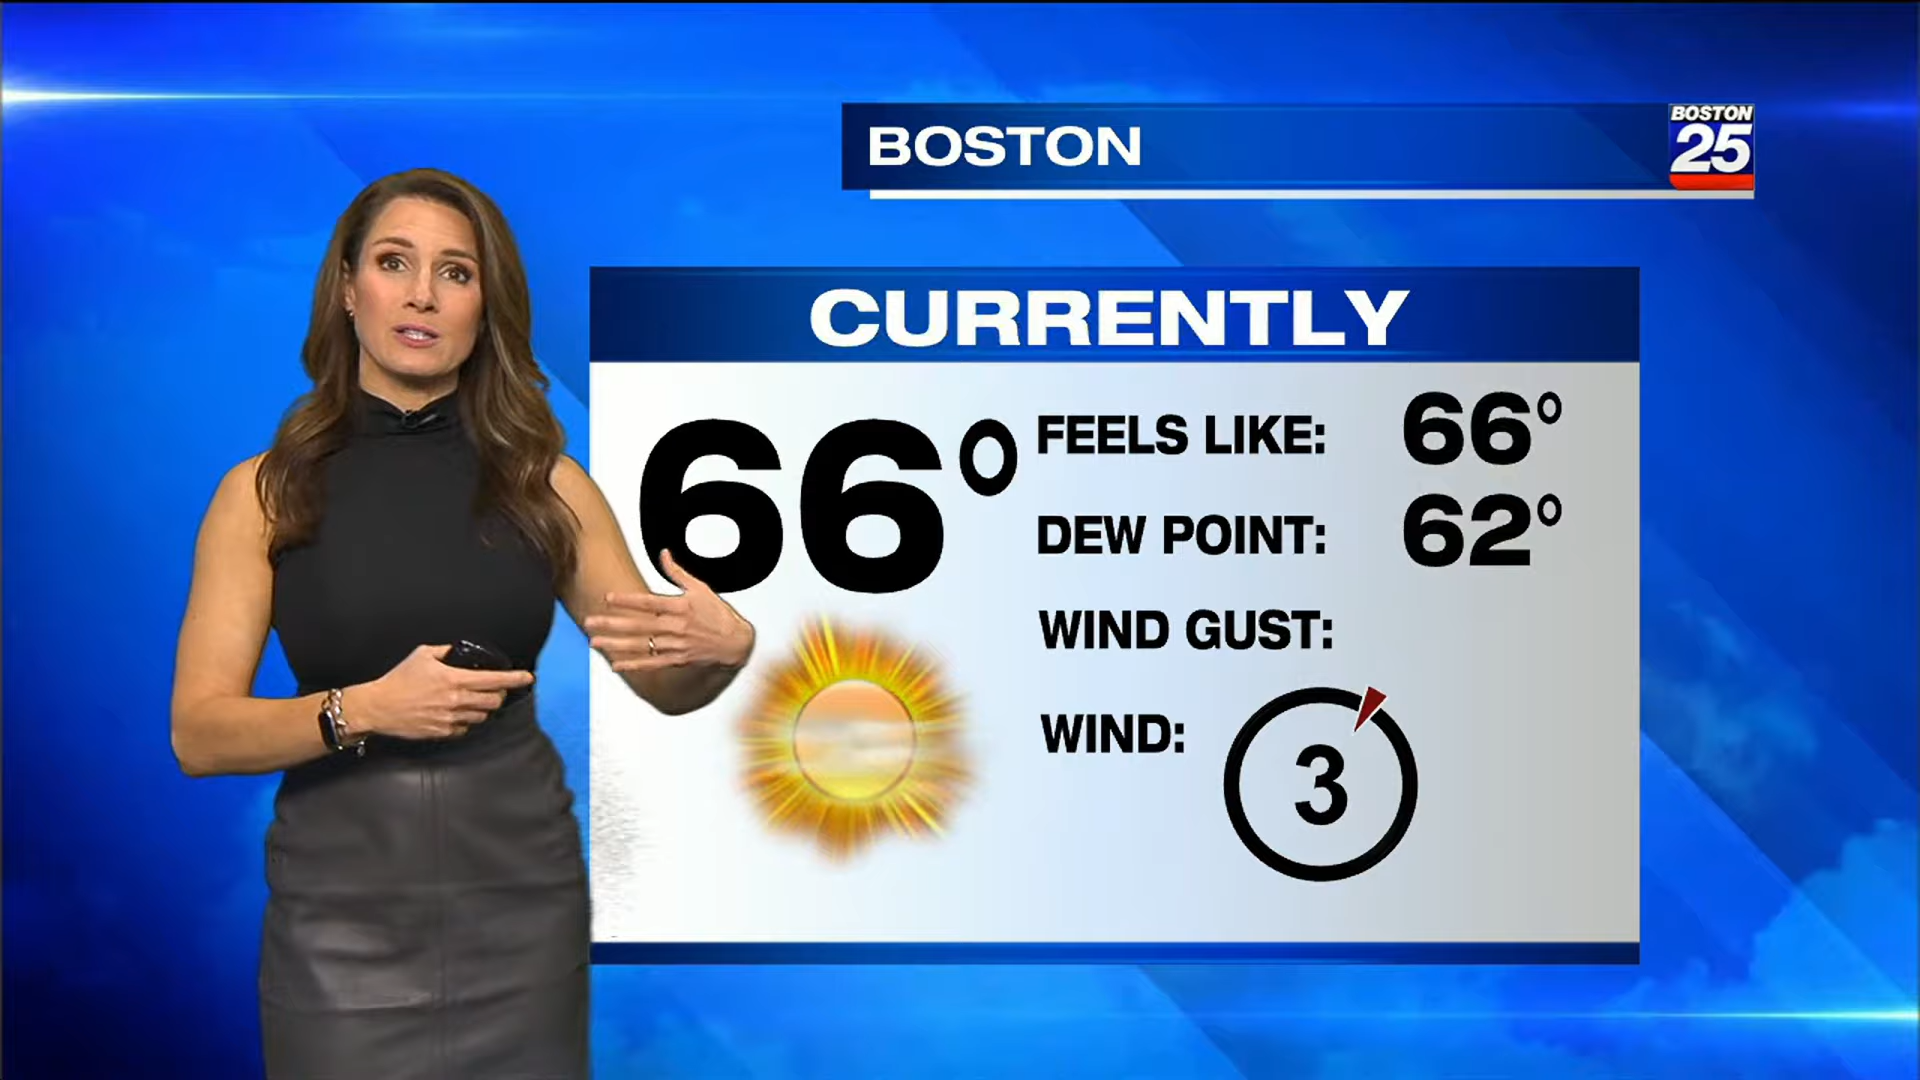 BOSTON
BOSTON
25
CURRENTLY
66°
FEELS LIKE: 66°
DEW POINT: 62°
WIND GUST:
WIND: 3